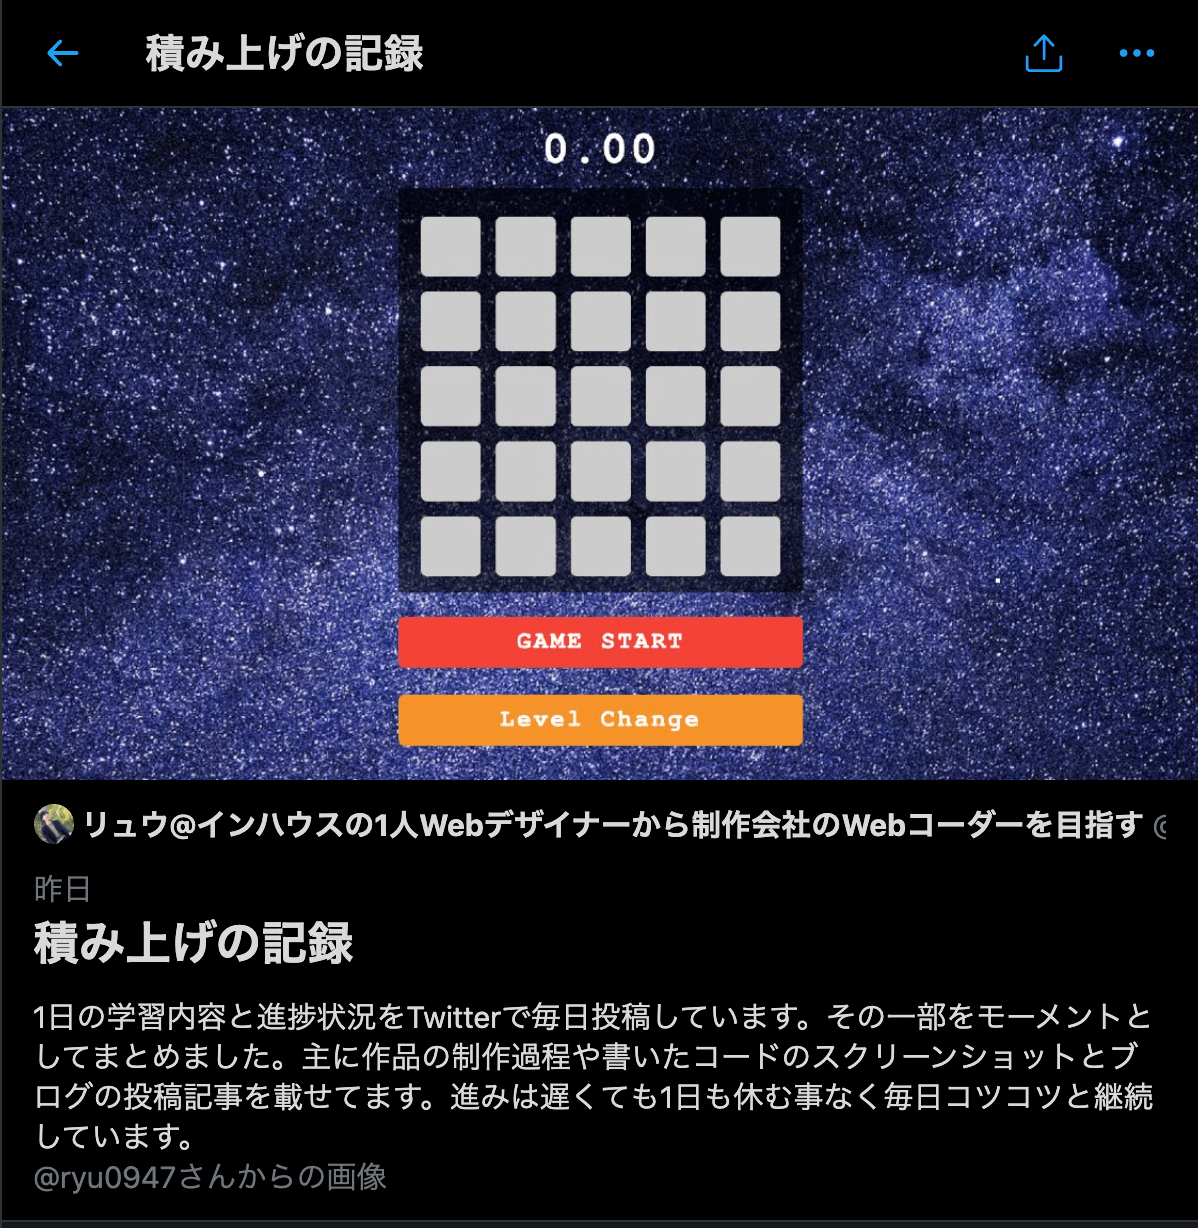 積み上げの記録
0.00
GAME START
Level Change
リュウ@インハウスの1人Webデザイナーから制作会社のWebコーダーを目指す @
昨日
積み上げの記録
1日の学習内容と進捗状況をTwitterで毎日投稿しています。その一部をモーメントと
してまとめました。主に作品の制作過程や書いたコードのスクリーンショットとブ
ログの投稿記事を載せてます。進みは遅くても1日も休む事なく毎日コツコツと継続
しています。
@ryu0947さんからの画像